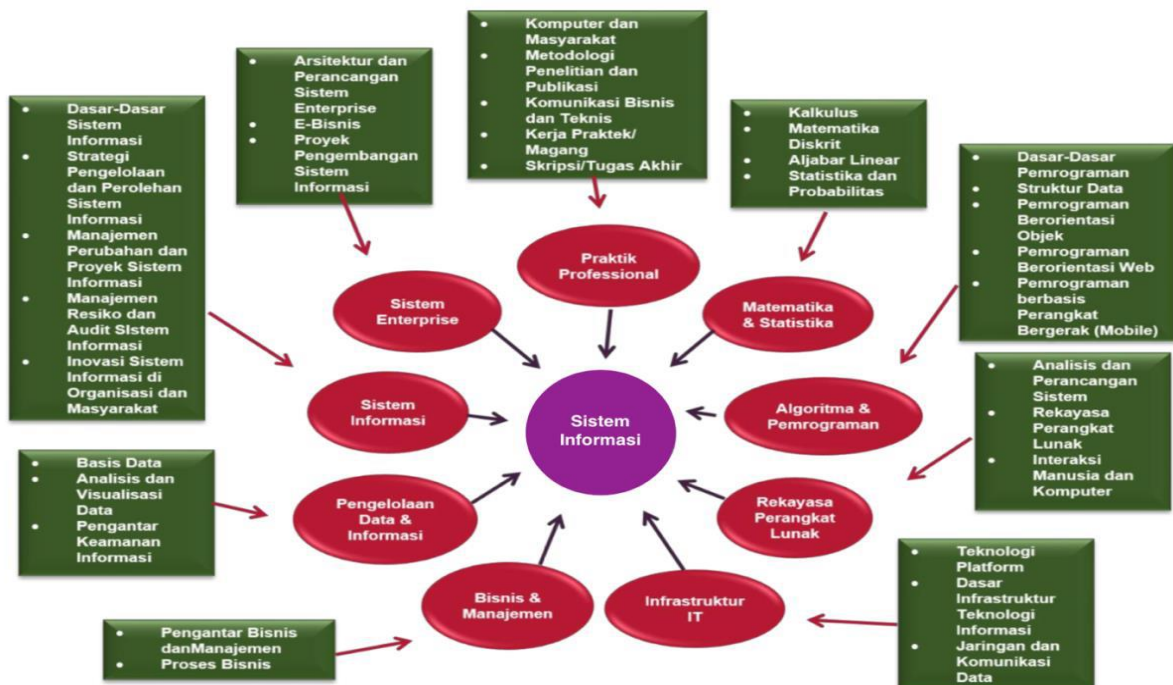 • Komputer dan
Masyarakat
• Metodologi
Penelitian dan
Publikasi
• Komunikasi Bisnis
dan Teknis
• Kerja Praktek/
Magang
• Skripsi/Tugas Akhir
• Arsitektur dan
Perancangan
Sistem
Enterprise
• E-Bisnis
• Proyek
Pengembangan
Sistem
Informasi
• Dasar-Dasar
Sistem
Informasi
• Strategi
Pengelolaan
dan Perolehan
Sistem
Informasi
• Manajemen
Perubahan dan
Proyek Sistem
Informasi
• Manajemen
Resiko dan
Audit SIstem
Informasi
• Inovasi Sistem
Informasi di
Organisasi dan
Masyarakat
• Kalkulus
• Matematika
Diskrit
• Aljabar Linear
• Statistika dan
Probabilitas
• Dasar-Dasar
Pemrograman
• Struktur Data
• Pemrograman
Berorientasi
Objek
• Pemrograman
Berorientasi Web
• Pemrograman
berbasis
Perangkat
Bergerak (Mobile)
Praktik
Professional
Sistem
Enterprise
Matematika
& Statistika
Sistem
Informasi
Sistem
Informasi
Algoritma &
Pemrograman
• Analisis dan
Perancangan
Sistem
• Rekayasa
Perangkat
Lunak
• Interaksi
Manusia dan
Komputer
• Basis Data
• Analisis dan
Visualisasi
Data
• Pengantar
Keamanan
Informasi
Pengelolaan
Data &
Informasi
Rekayasa
Perangkat
Lunak
Bisnis &
Manajemen
Infrastruktur
IT
• Teknologi
Platform
• Dasar
Infrastruktur
Teknologi
Informasi
• Jaringan dan
Komunikasi
Data
• Pengantar Bisnis
danManajemen
• Proses Bisnis